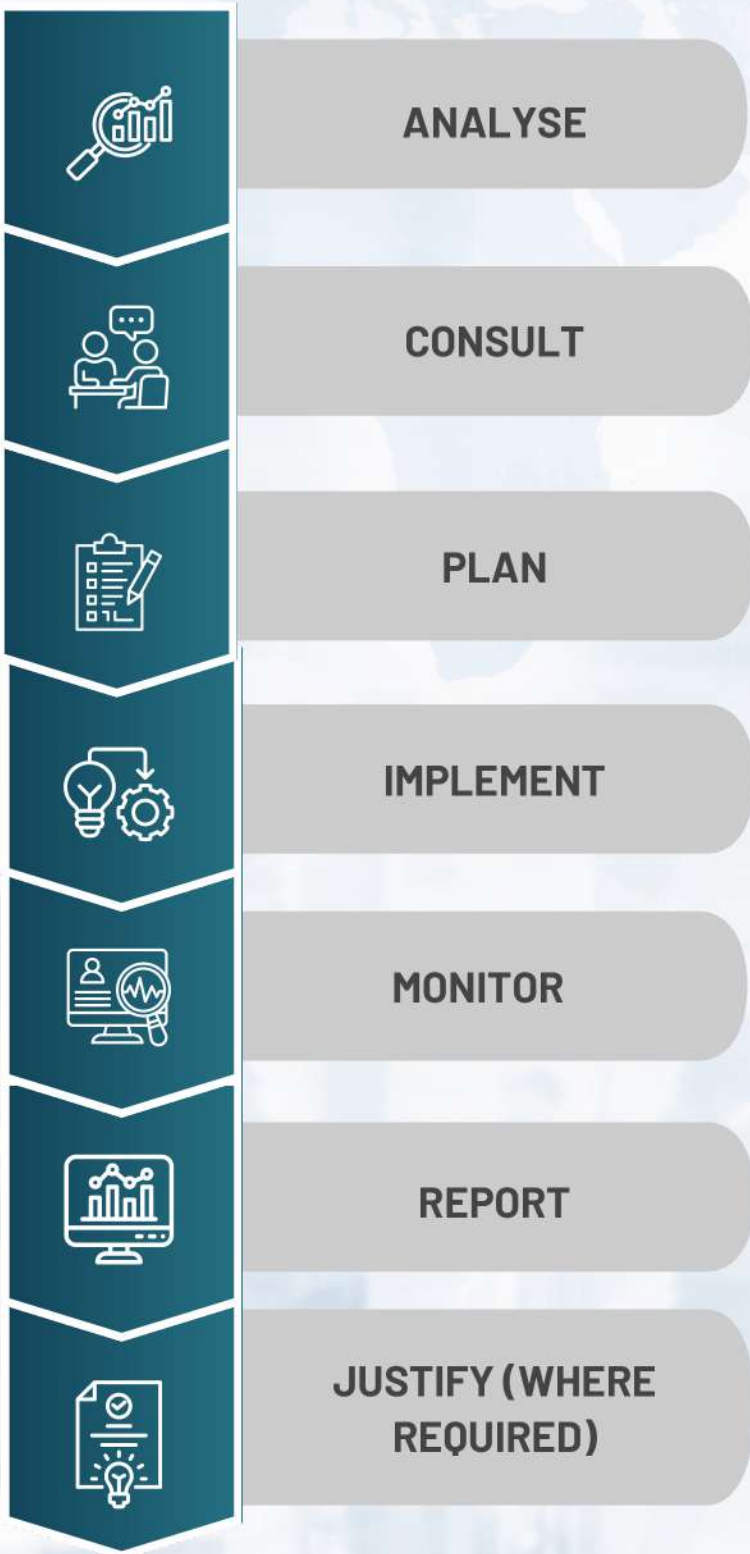 ANALYSE
CONSULT
PLAN
IMPLEMENT
MONITOR
REPORT
JUSTIFY (WHERE
REQUIRED)